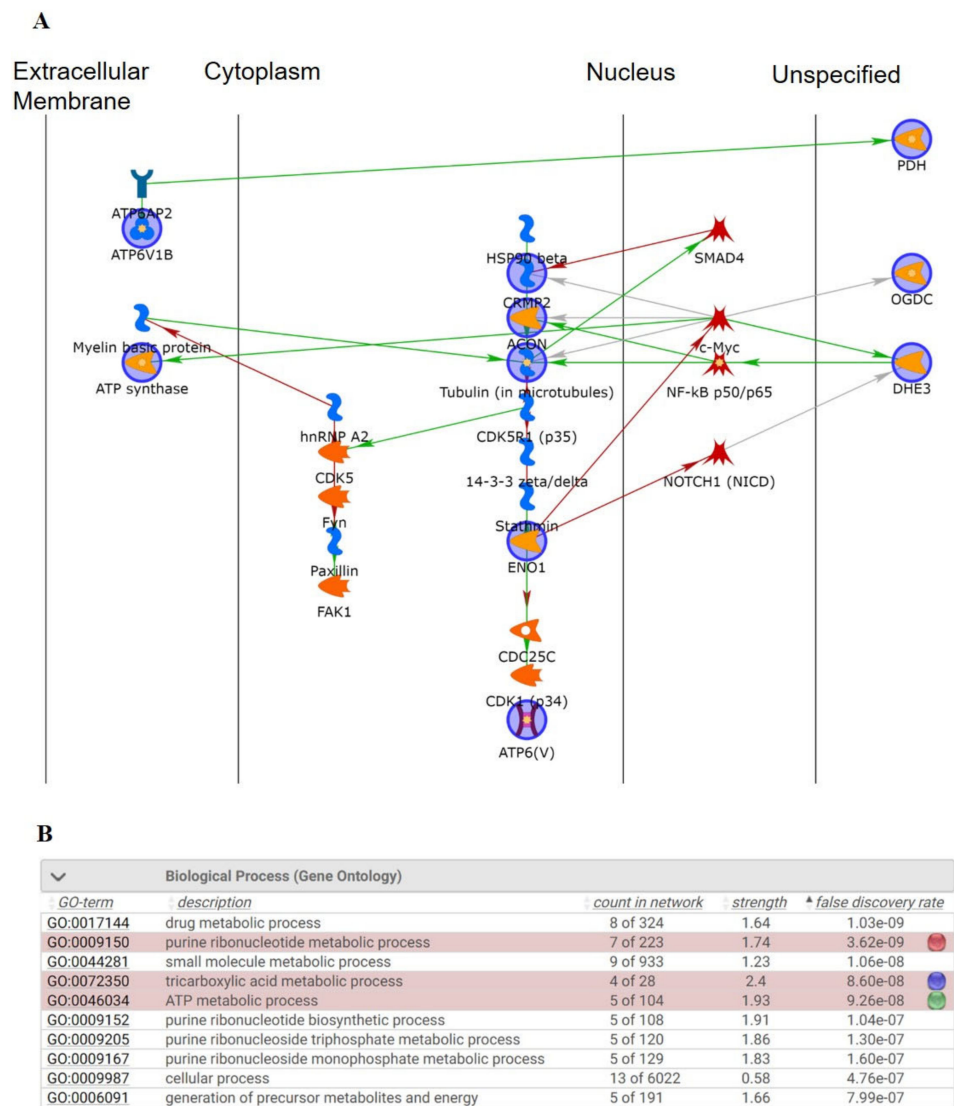 A
Extracellular Membrane
Cytoplasm
Nucleus
Unspecified
PDH
ATP6AP2
ATP6V1B
HSP90 beta
SMAD4
CRMP2
OGDC
Myelin basic protein
ACON
c-Myc
ATP synthase
Tubulin (in microtubules)
NF-kB p50/p65
DHE3
hnRNP A2
CDK5R1 (p35)
CDK5
14-3-3 zeta/delta
NOTCH1 (NICD)
Fyn
Stathmin
Paxillin
ENO1
FAK1
CDC25C
CDK1 (p34)
ATP6(V)
B
Biological Process (Gene Ontology)
GO-term description count in network strength false discovery rate
GO:0017144 drug metabolic process 8 of 324 1.64 1.03e-09
GO:0009150 purine ribonucleotide metabolic process 7 of 223 1.74 3.62e-09
GO:0044281 small molecule metabolic process 9 of 933 1.23 1.06e-08
GO:0072350 tricarboxylic acid metabolic process 4 of 28 2.4 8.60e-08
GO:0046034 ATP metabolic process 5 of 104 1.93 9.26e-08
GO:0009152 purine ribonucleotide biosynthetic process 5 of 108 1.91 1.04e-07
GO:0009205 purine ribonucleoside triphosphate metabolic process 5 of 120 1.86 1.30e-07
GO:0009167 purine ribonucleoside monophosphate metabolic process 5 of 129 1.83 1.60e-07
GO:0009987 cellular process 13 of 6022 0.58 4.76e-07
GO:0006091 generation of precursor metabolites and energy 5 of 191 1.66 7.99e-07